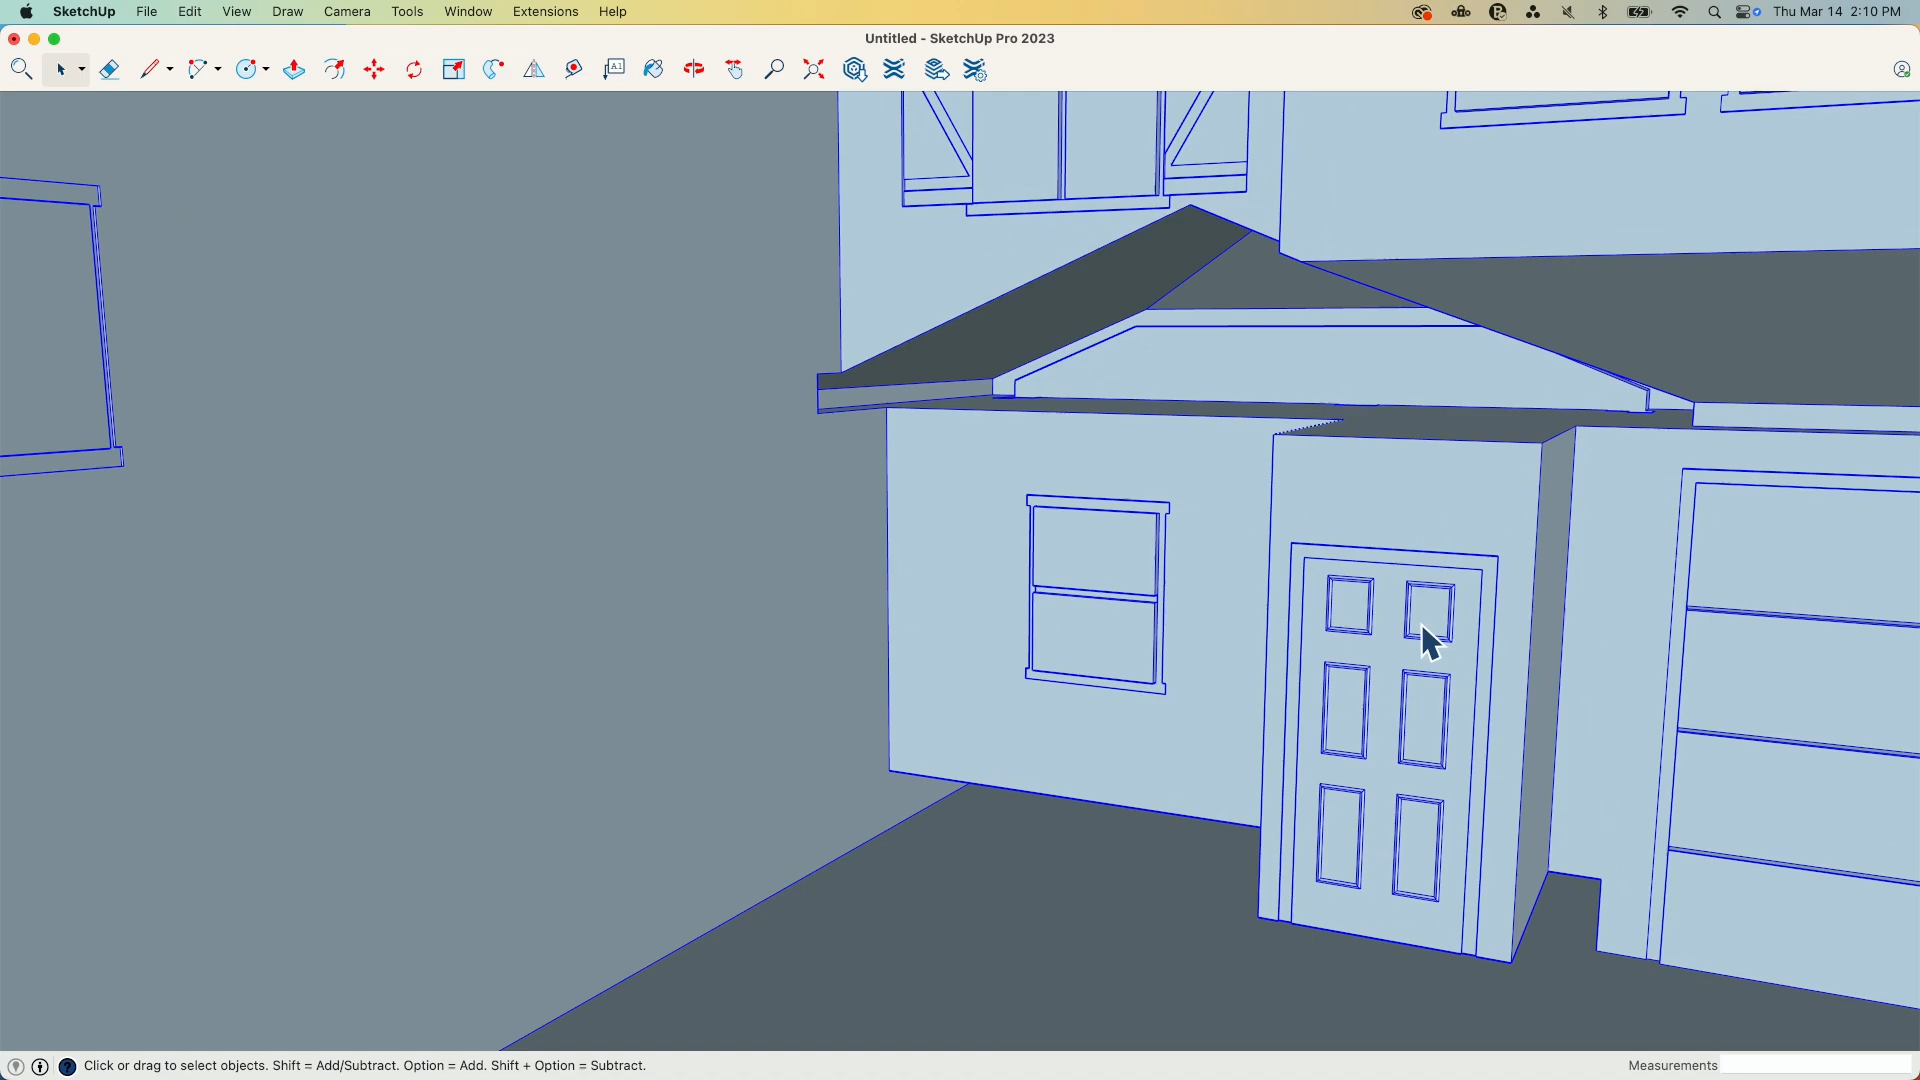 SketchUp File Edit View Draw Camera Tools Window Extensions Help Thu Mar 14 2:10 PM
Untitled - SketchUp Pro 2023
A1
Click or drag to select objects. Shift = Add/Subtract. Option = Add. Shift + Option = Subtract. Measurements